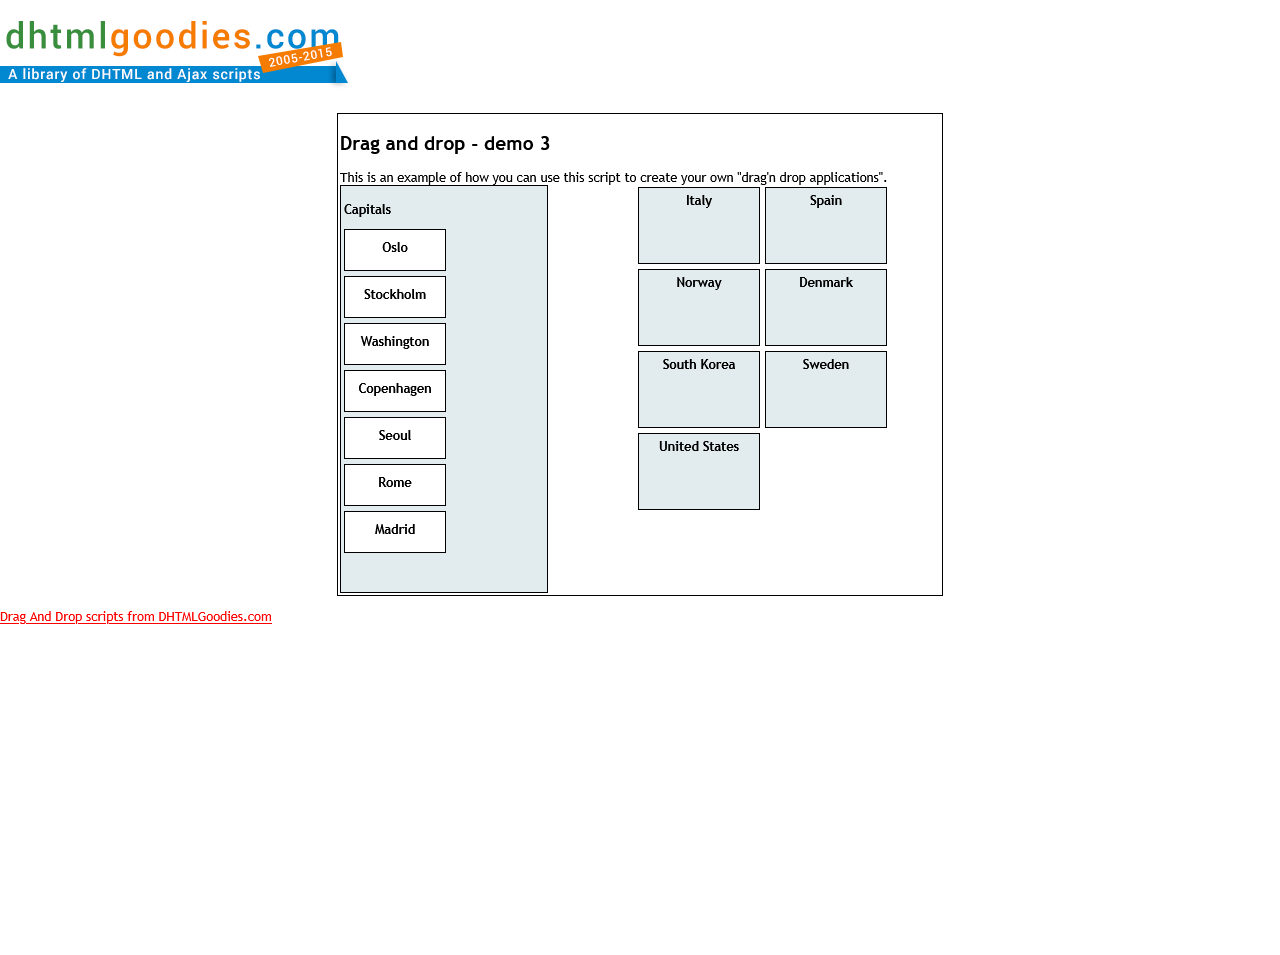 dhtmlgoodies.com
2005-2015
A library of DHTML and Ajax scripts
Drag and drop - demo 3
This is an example of how you can use this script to create your own "drag'n drop applications".
Capitals
Oslo
Stockholm
Washington
Copenhagen
Seoul
Rome
Madrid
Italy
Spain
Norway
Denmark
South Korea
Sweden
United States
Drag And Drop scripts from DHTMLGoodies.com